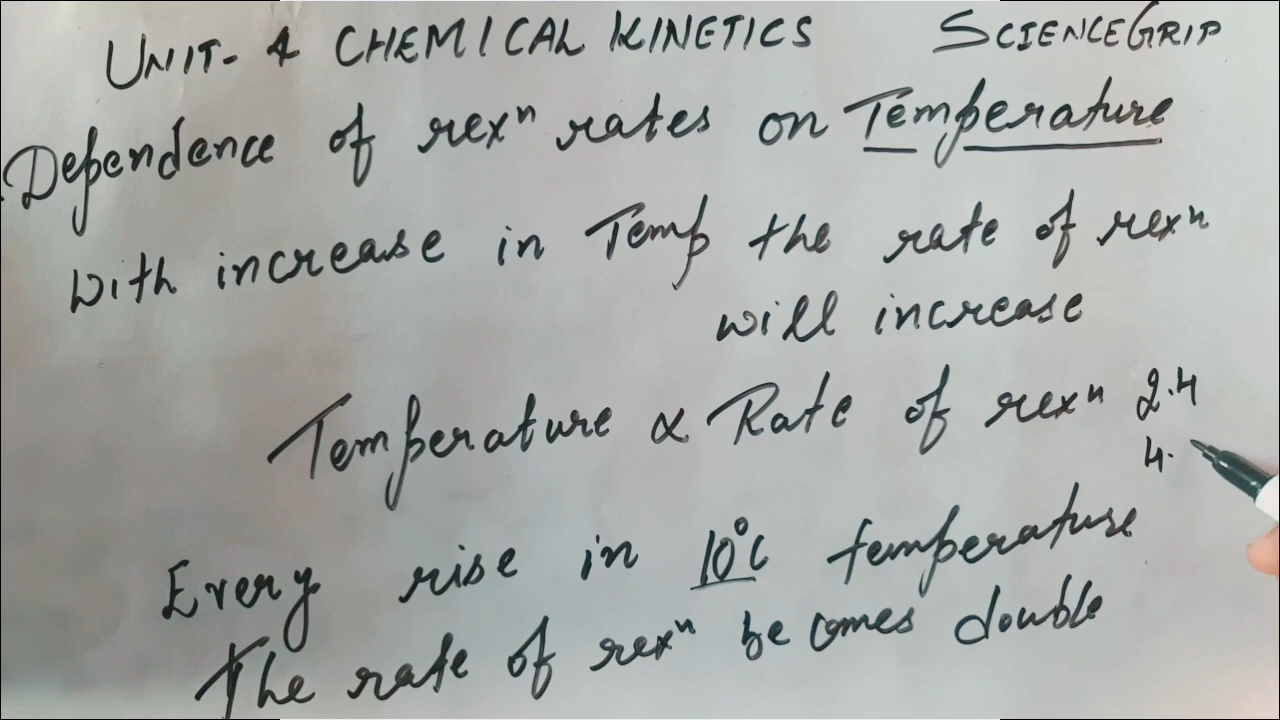 UNIT- 4 CHEMICAL KINETICS SCIENCEGRIP
Dependence of rexⁿ rates on Temperature
With increase in Temp the rate of rexⁿ
will increase
Temperature ∝ Rate of rexⁿ 2.4
4.
Every rise in 10°C temperature
The rate of rexⁿ becomes double